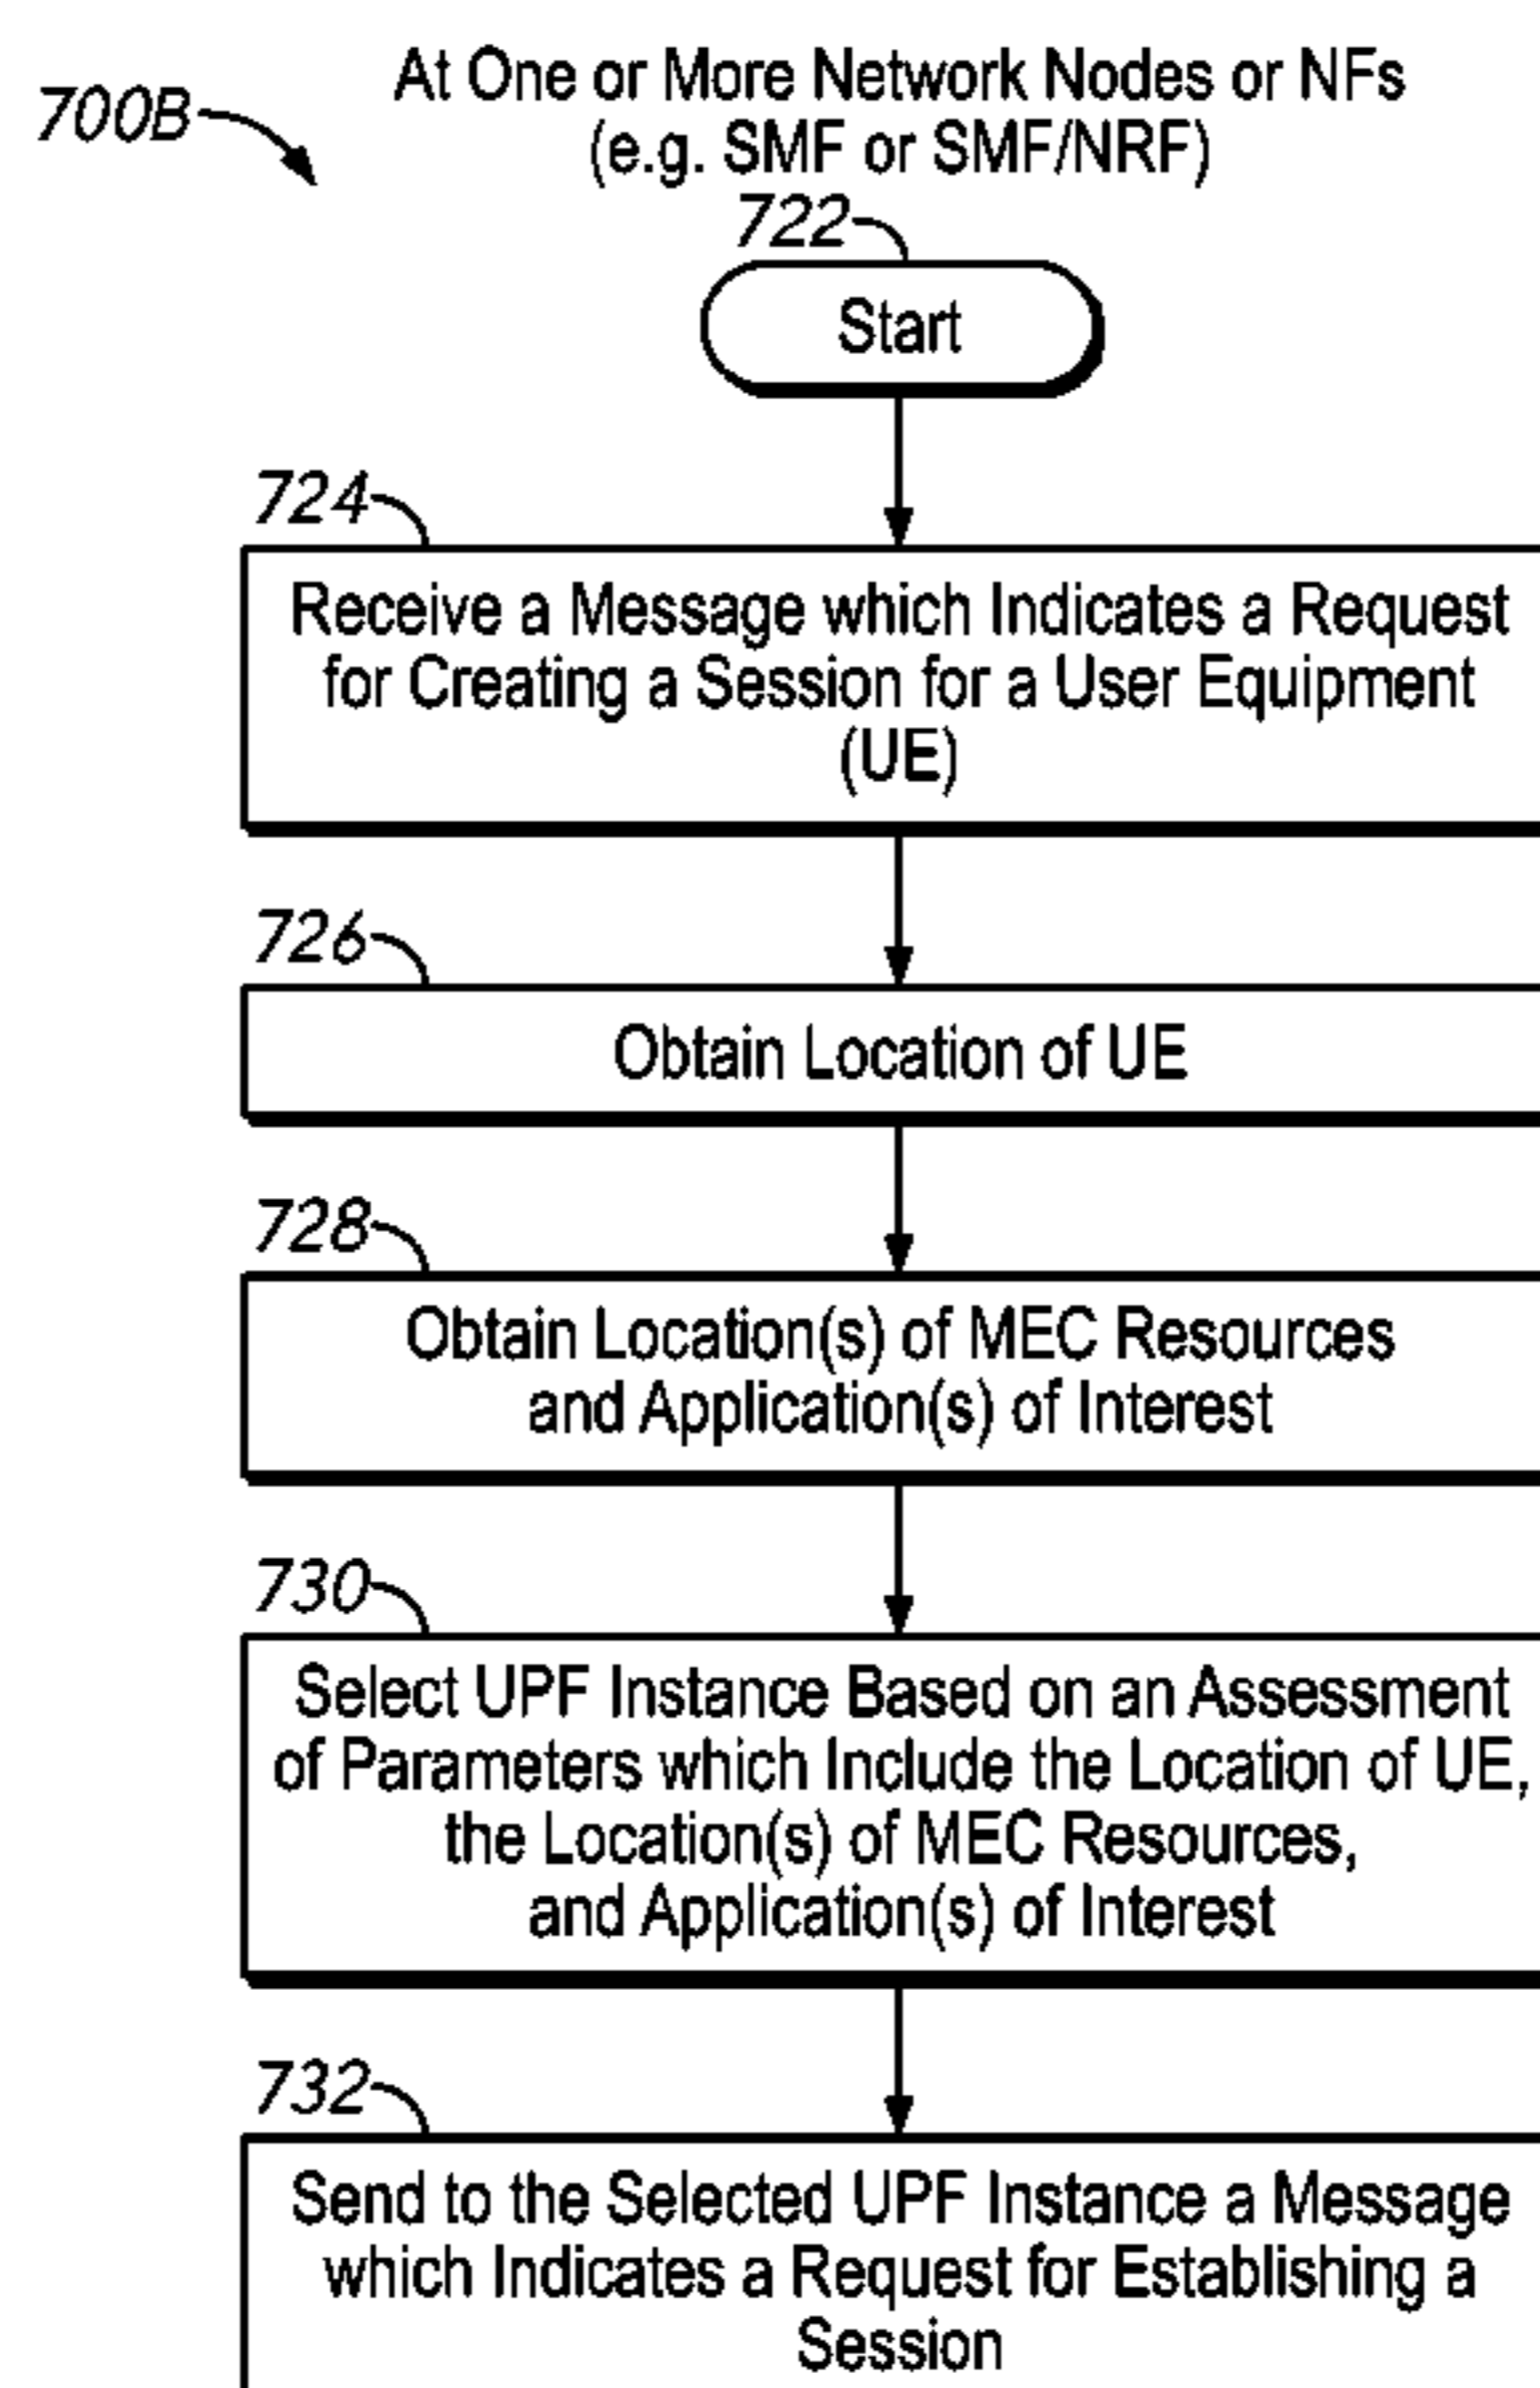 At One or More Network Nodes or NFs
700B
(e.g. SMF or SMF/NRF)
722
Start
724
Receive a Message which Indicates a Request
for Creating a Session for a User Equipment
(UE)
726
Obtain Location of UE
728
Obtain Location(s) of MEC Resources
and Application(s) of Interest
730
Select UPF Instance Based on an Assessment
of Parameters which Include the Location of UE,
the Location(s) of MEC Resources,
and Application(s) of Interest
732
Send to the Selected UPF Instance a Message
which Indicates a Request for Establishing a
Session